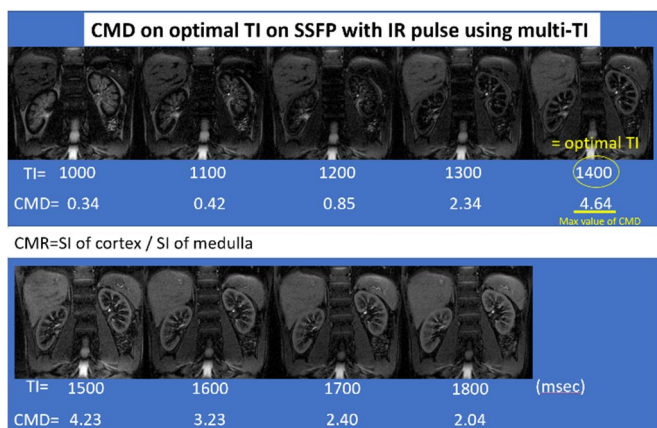 CMD on optimal TI on SSFP with IR pulse using multi-TI
= optimal TI
TI= 1000 1100 1200 1300 1400
CMD= 0.34 0.42 0.85 2.34 4.64
Max value of CMD
CMR=SI of cortex / SI of medulla
TI= 1500 1600 1700 1800 (msec)
CMD= 4.23 3.23 2.40 2.04